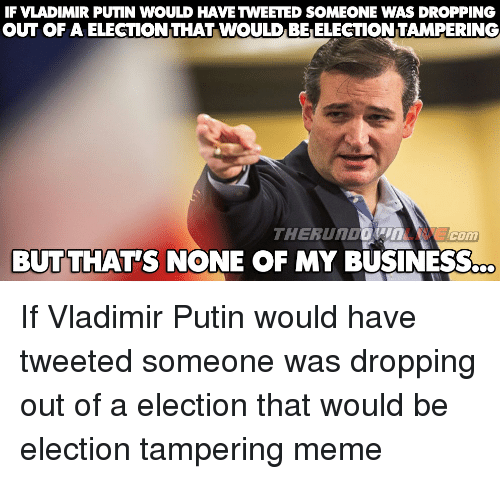 IF VLADIMIR PUTIN WOULD HAVE TWEETED SOMEONE WAS DROPPING
OUT OF A ELECTION THAT WOULD BE ELECTION TAMPERING
THERUNDOWNLIVE.com
BUT THAT'S NONE OF MY BUSINESS...
If Vladimir Putin would have
tweeted someone was dropping
out of a election that would be
election tampering meme